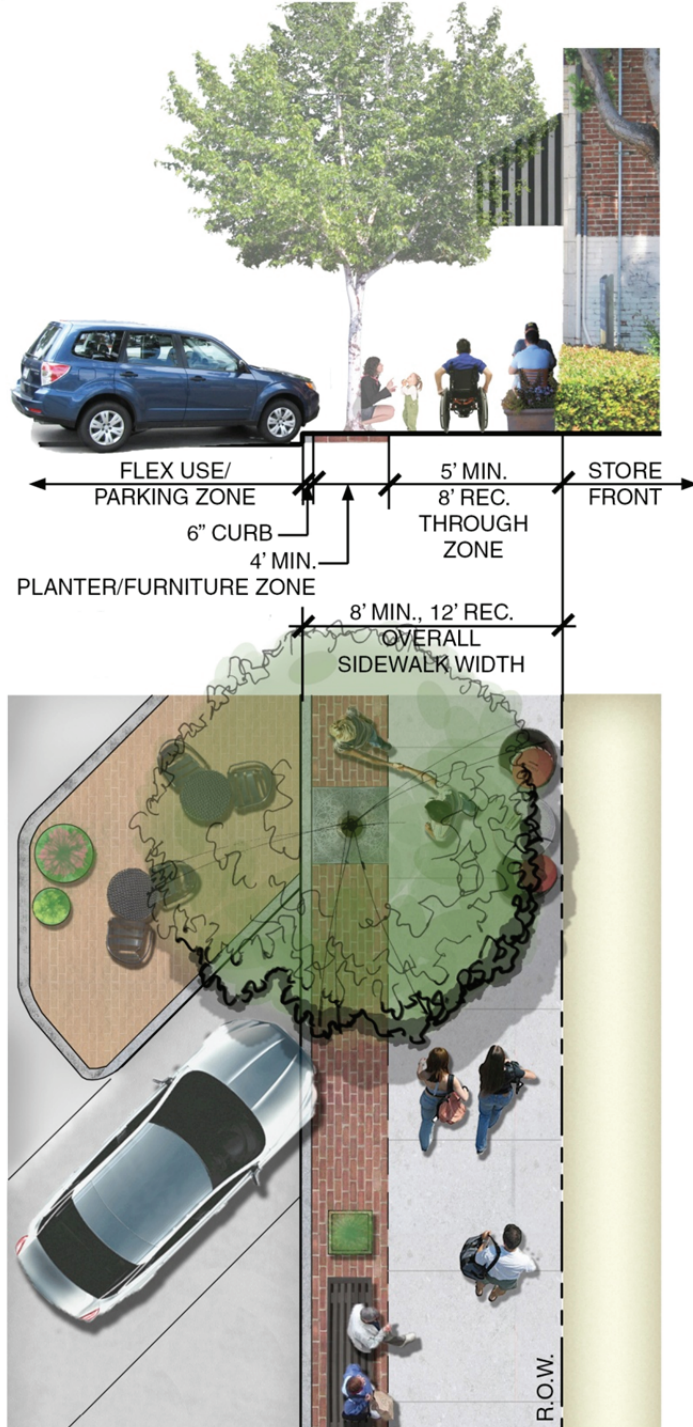 FLEX USE/
PARKING ZONE
5' MIN.
8' REC.
THROUGH
ZONE
STORE
FRONT
6" CURB
4' MIN.
PLANTER/FURNITURE ZONE
8' MIN., 12' REC.
OVERALL
SIDEWALK WIDTH
R.O.W.